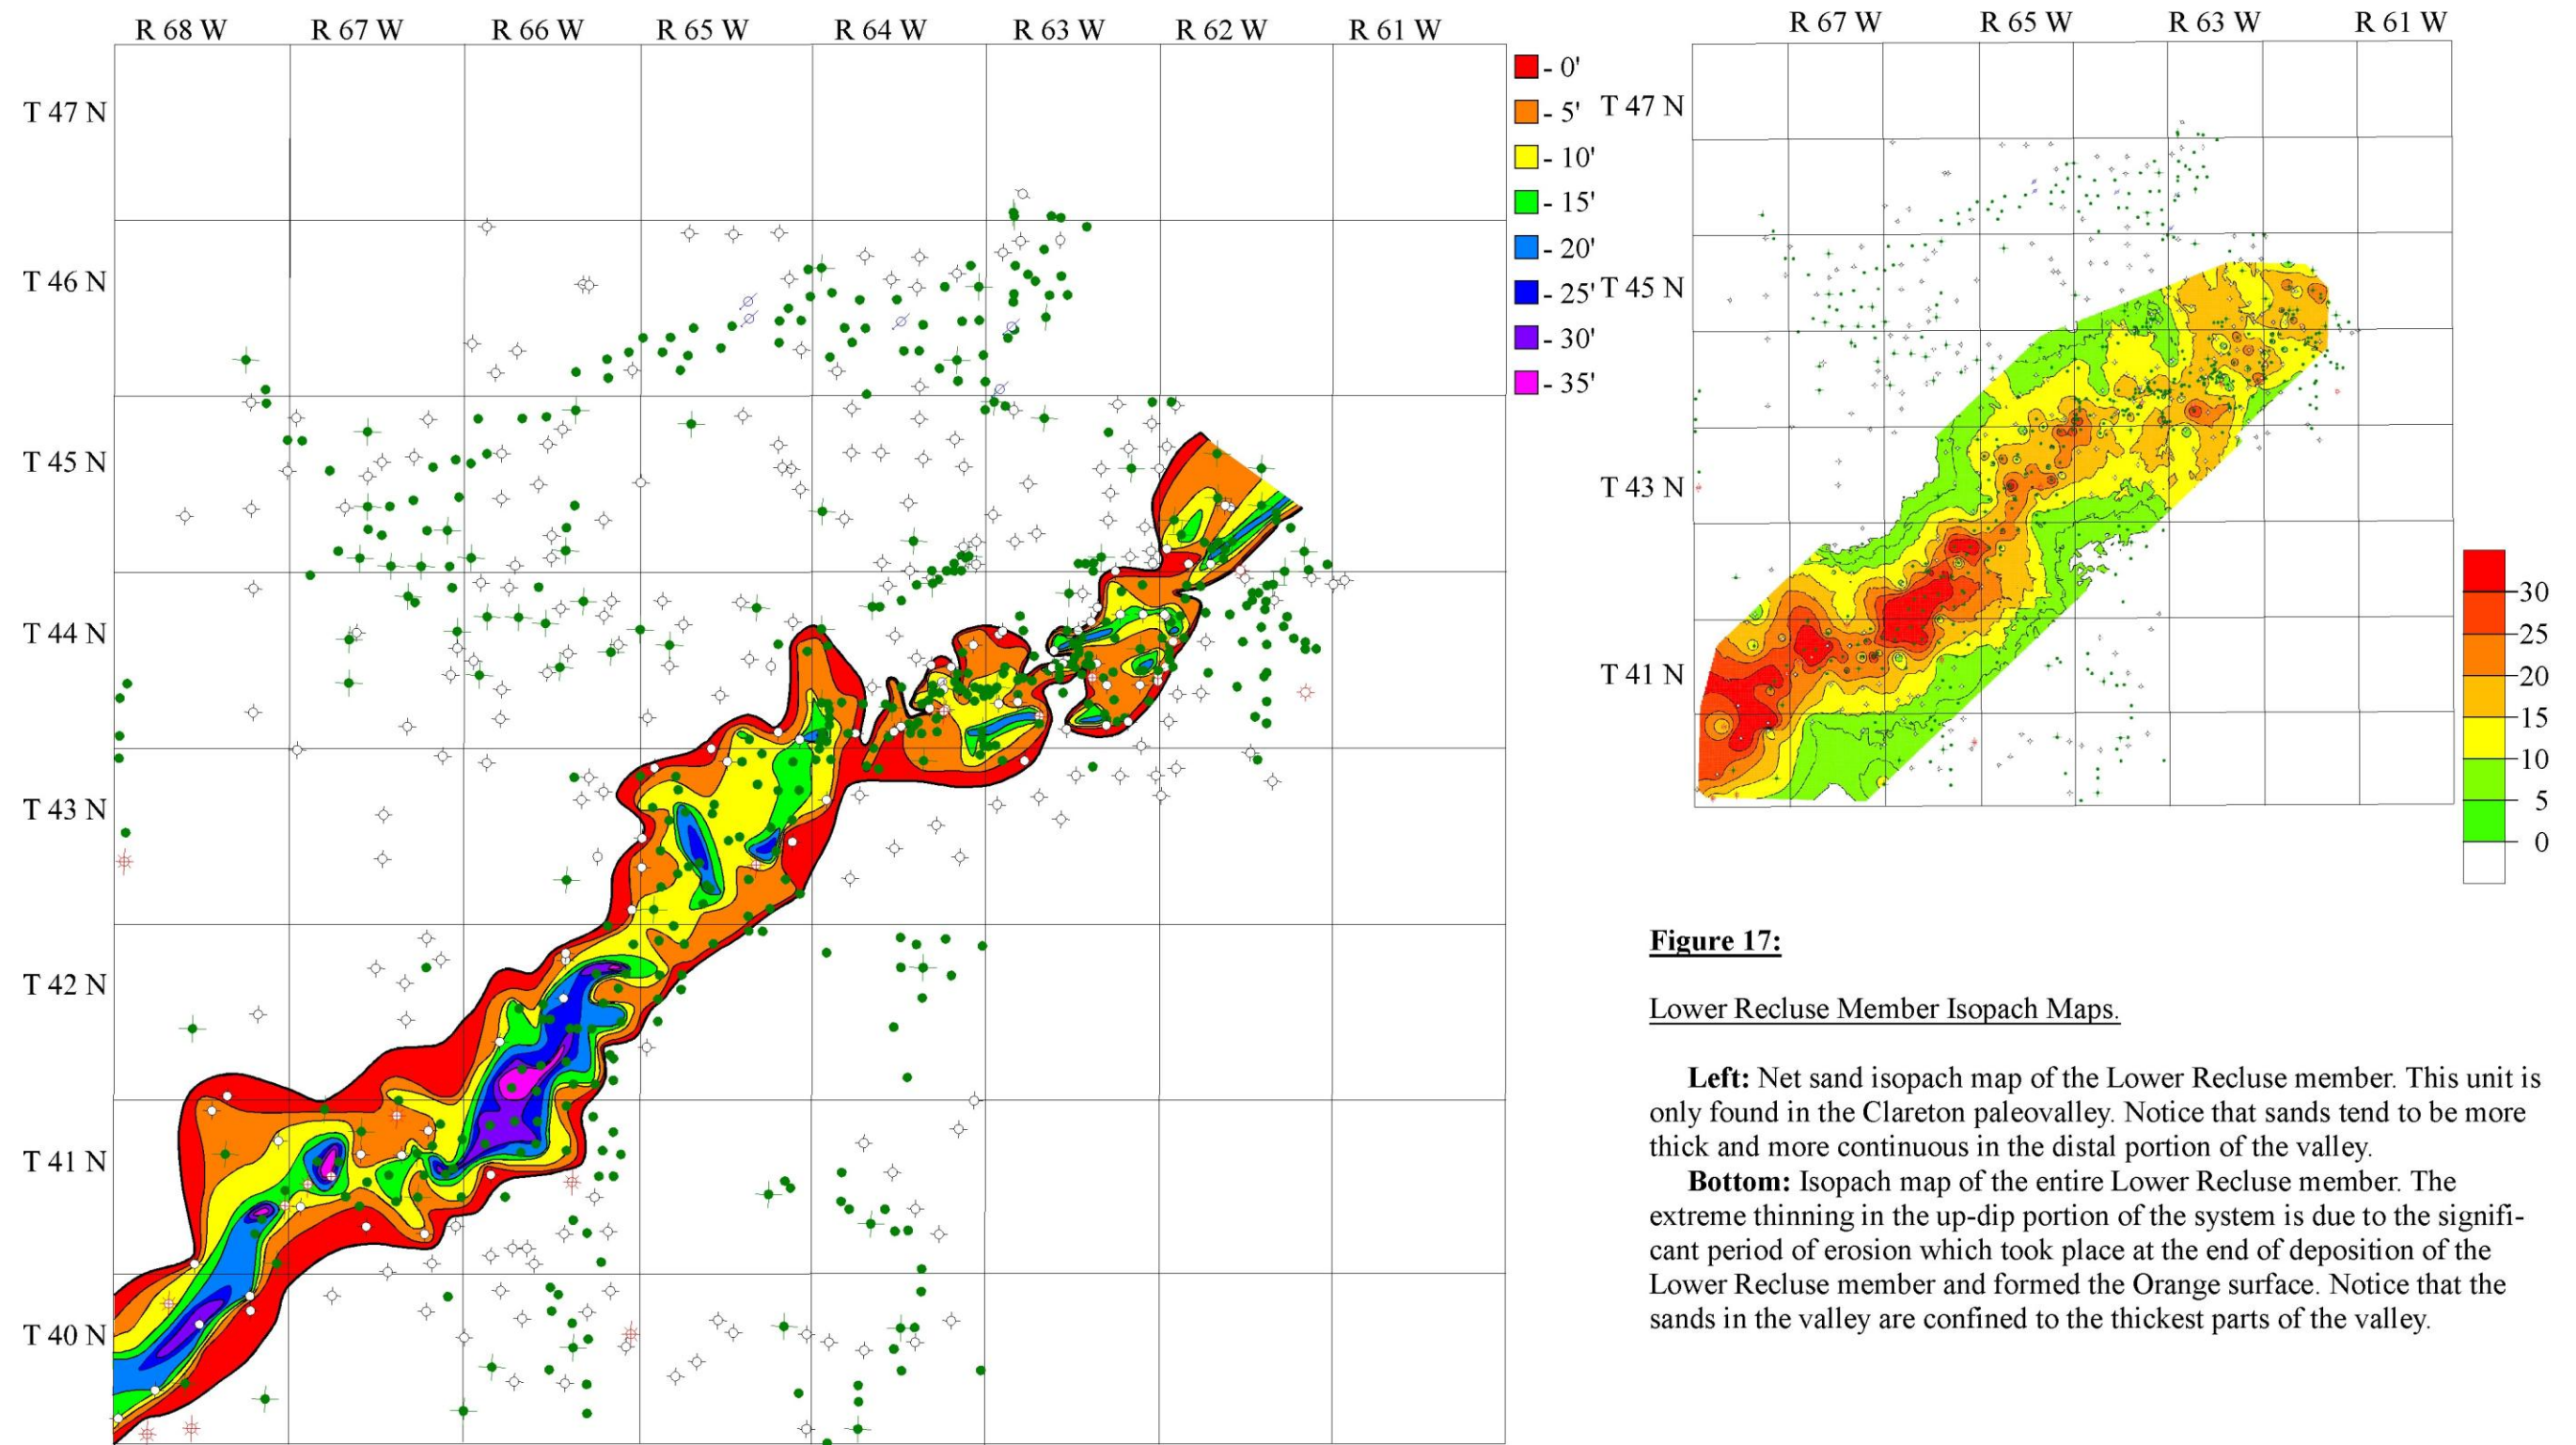 R 68 W R 67 W R 66 W R 65 W R 64 W R 63 W R 62 W R 61 W
T 47 N
T 46 N
T 45 N
T 44 N
T 43 N
T 42 N
T 41 N
T 40 N
- 0'
- 5'
- 10'
- 15'
- 20'
- 25'
- 30'
- 35'
R 67 W R 65 W R 63 W R 61 W
T 47 N
T 45 N
T 43 N
T 41 N
30
25
20
15
10
5
0
Figure 17:
Lower Recluse Member Isopach Maps.
Left: Net sand isopach map of the Lower Recluse member. This unit is
only found in the Clareton paleovalley. Notice that sands tend to be more
thick and more continuous in the distal portion of the valley.
Bottom: Isopach map of the entire Lower Recluse member. The
extreme thinning in the up-dip portion of the system is due to the signifi-
cant period of erosion which took place at the end of deposition of the
Lower Recluse member and formed the Orange surface. Notice that the
sands in the valley are confined to the thickest parts of the valley.